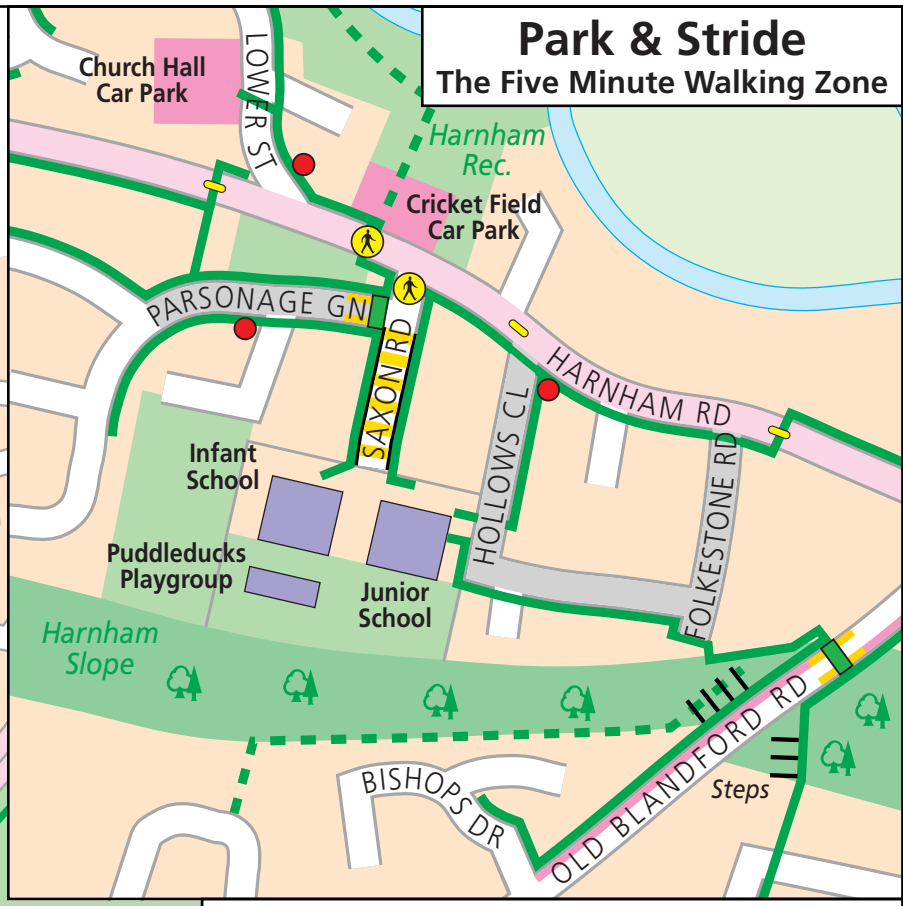 Park & Stride
The Five Minute Walking Zone
Church Hall
Car Park
LOWER ST
Harnham
Rec.
Cricket Field
Car Park
PARSONAGE GN
SAXON RD
HARNHAM RD
HOLLOWS CL
FOLKESTONE RD
Infant
School
Puddleducks
Playgroup
Junior
School
Harnham
Slope
BISHOPS DR
OLD BLANDFORD RD
Steps